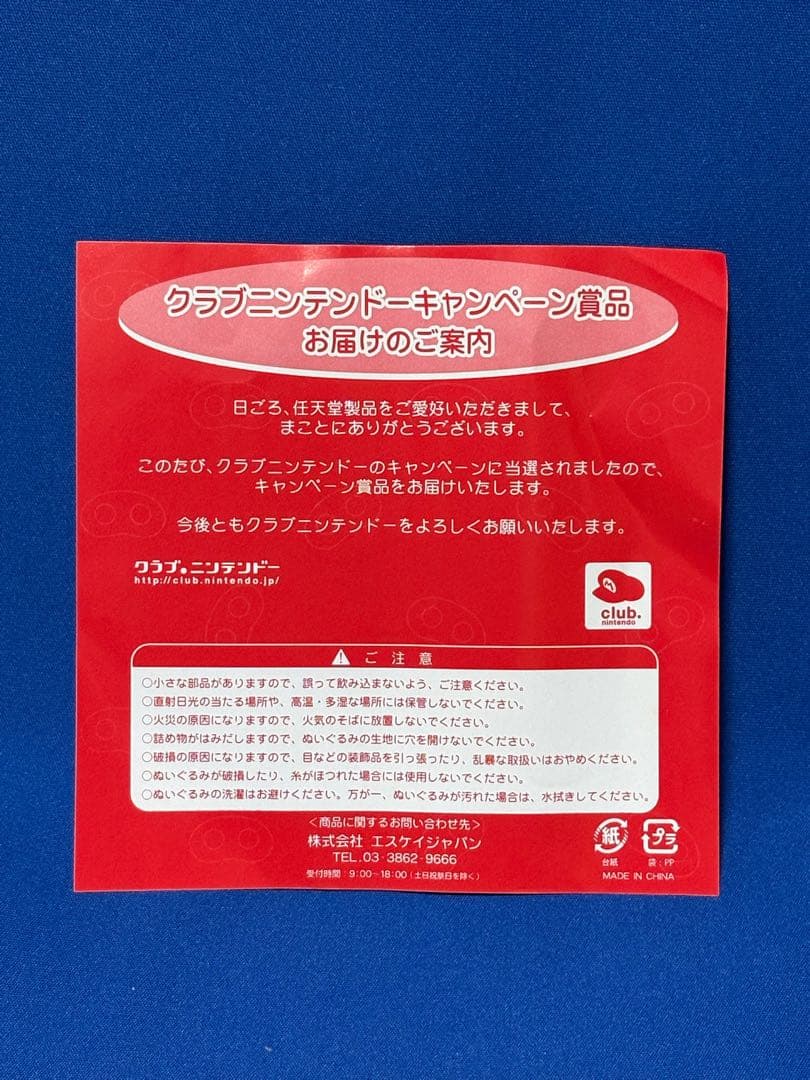 クラブニンテンドーキャンペーン賞品
お届けのご案内
日ごろ、任天堂製品をご愛好いただきまして、
まことにありがとうございます。
このたび、クラブニンテンドーのキャンペーンに当選されましたので、
キャンペーン賞品をお届けいたします。
今後ともクラブニンテンドーをよろしくお願いいたします。
クラブ・ニンテンドー
http://club.nintendo.jp/
M
club.
nintendo
ご注意
○小さな部品がありますので、誤って飲み込まないよう、ご注意ください。
○直射日光の当たる場所や、高温・多湿な場所には保管しないでください。
○火災の原因になりますので、火気のそばに放置しないでください。
○詰め物がはみだしますので、ぬいぐるみの生地に穴を開けないでください。
○破損の原因になりますので、目などの装飾品を引っ張ったり、乱暴な取扱いはおやめください。
○ぬいぐるみが破損したり、糸がほつれた場合には使用しないでください。
○ぬいぐるみの洗濯はお避けください。万が一、ぬいぐるみが汚れた場合は、水拭きしてください。
〈商品に関するお問い合わせ先〉
株式会社 エスケイジャパン
TEL.03-3862-9666
受付時間:9:00~18:00(土日祝祭日を除く)
紙
プラ
台紙
袋:PP
MADE IN CHINA